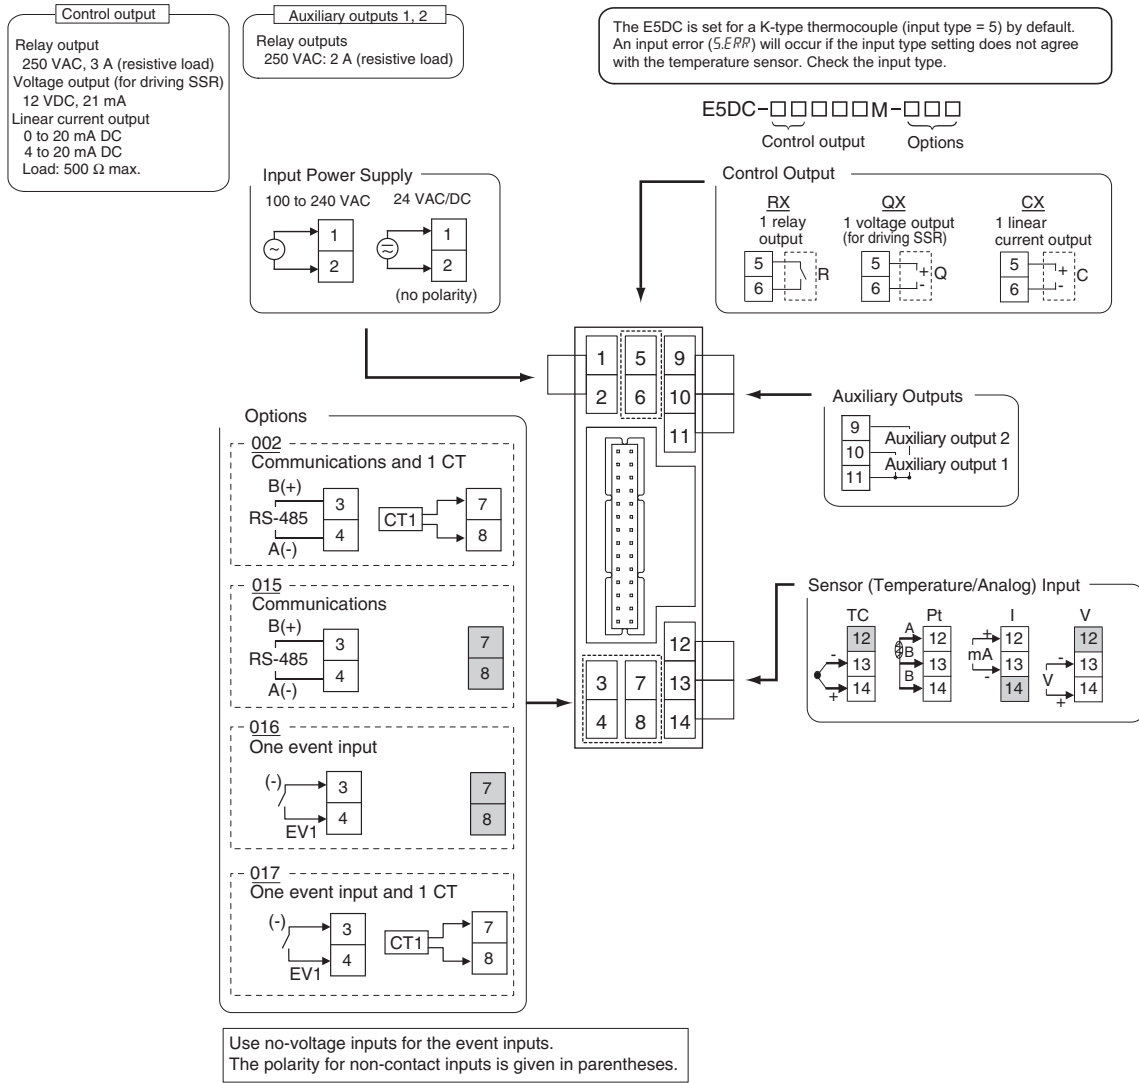 Control output
Relay output
250 VAC, 3 A (resistive load)
Voltage output (for driving SSR)
12 VDC, 21 mA
Linear current output
0 to 20 mA DC
4 to 20 mA DC
Load: 500 Ω max.
Auxiliary outputs 1, 2
Relay outputs
250 VAC: 2 A (resistive load)
The E5DC is set for a K-type thermocouple (input type = 5) by default.
An input error (S.ERR) will occur if the input type setting does not agree
with the temperature sensor. Check the input type.
E5DC-□□□□□M-□□□
Control output
Options
Input Power Supply
100 to 240 VAC
24 VAC/DC
~
1
2
1
2
(no polarity)
Control Output
RX
1 relay
output
5
6
R
QX
1 voltage output
(for driving SSR)
5
6
+
-
Q
CX
1 linear
current output
5
6
+
-
C
1
5
9
2
6
10
11
12
3
7
13
4
8
14
Auxiliary Outputs
9
10
11
Auxiliary output 2
Auxiliary output 1
Sensor (Temperature/Analog) Input
TC
12
13
14
-
+
Pt
A
B
B
12
13
14
I
+
mA
-
12
13
14
V
-
V
+
12
13
14
Options
002
Communications and 1 CT
B(+)
RS-485
A(-)
3
4
CT1
7
8
015
Communications
B(+)
RS-485
A(-)
3
4
7
8
016
One event input
(-)
EV1
3
4
7
8
017
One event input and 1 CT
(-)
EV1
3
4
CT1
7
8
Use no-voltage inputs for the event inputs.
The polarity for non-contact inputs is given in parentheses.